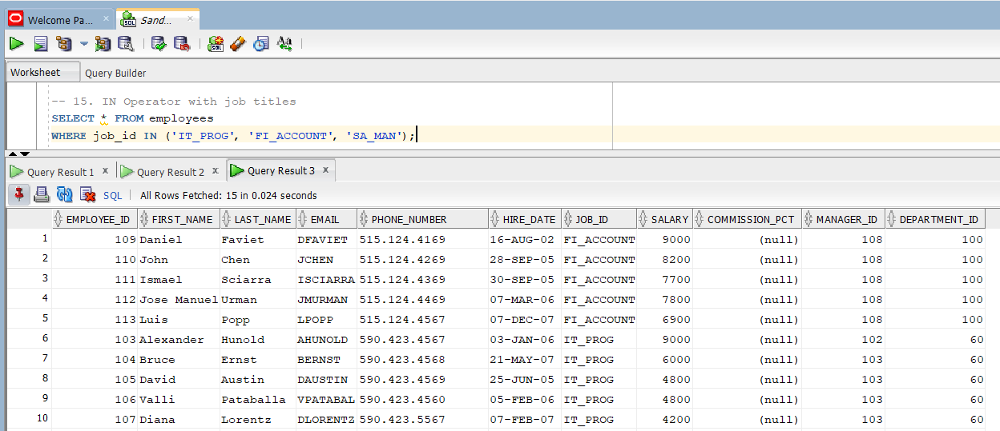 Welcome Pa... Sand...
Worksheet Query Builder
-- 15. IN Operator with job titles
SELECT * FROM employees
WHERE job_id IN ('IT_PROG', 'FI_ACCOUNT', 'SA_MAN');
Query Result 1 x Query Result 2 x Query Result 3 x
SQL All Rows Fetched: 15 in 0.024 seconds
EMPLOYEE_ID FIRST_NAME LAST_NAME EMAIL PHONE_NUMBER HIRE_DATE JOB_ID SALARY COMMISSION_PCT MANAGER_ID DEPARTMENT_ID
1 109 Daniel Faviet DFAVIET 515.124.4169 16-AUG-02 FI_ACCOUNT 9000 (null) 108 100
2 110 John Chen JCHEN 515.124.4269 28-SEP-05 FI_ACCOUNT 8200 (null) 108 100
3 111 Ismael Sciarra ISCIARRA 515.124.4369 30-SEP-05 FI_ACCOUNT 7700 (null) 108 100
4 112 Jose Manuel Urman JMURMAN 515.124.4469 07-MAR-06 FI_ACCOUNT 7800 (null) 108 100
5 113 Luis Popp LPOPP 515.124.4567 07-DEC-07 FI_ACCOUNT 6900 (null) 108 100
6 103 Alexander Hunold AHUNOLD 590.423.4567 03-JAN-06 IT_PROG 9000 (null) 102 60
7 104 Bruce Ernst BERNST 590.423.4568 21-MAY-07 IT_PROG 6000 (null) 103 60
8 105 David Austin DAUSTIN 590.423.4569 25-JUN-05 IT_PROG 4800 (null) 103 60
9 106 Valli Pataballa VPATABAL 590.423.4560 05-FEB-06 IT_PROG 4800 (null) 103 60
10 107 Diana Lorentz DLORENTZ 590.423.5567 07-FEB-07 IT_PROG 4200 (null) 103 60